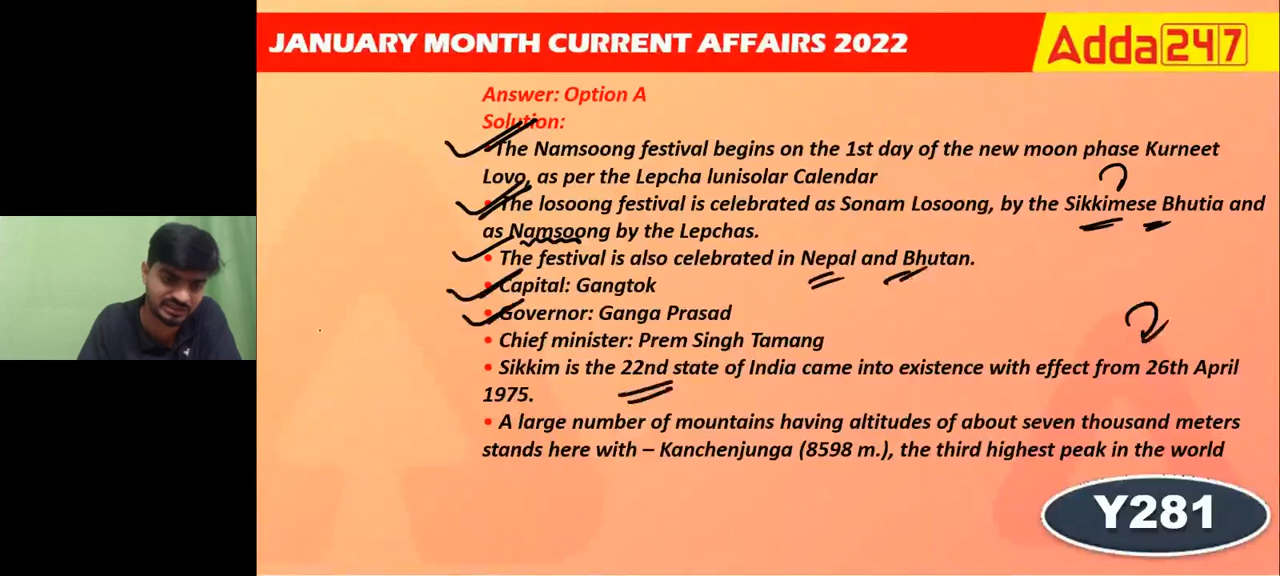 JANUARY MONTH CURRENT AFFAIRS 2022
Adda247
Answer: Option A
Solution:
• The Namsoong festival begins on the 1st day of the new moon phase Kurneet
Lovo, as per the Lepcha lunisolar Calendar
• The losoong festival is celebrated as Sonam Losoong, by the Sikkimese Bhutia and
as Namsoong by the Lepchas.
• The festival is also celebrated in Nepal and Bhutan.
• Capital: Gangtok
• Governor: Ganga Prasad
• Chief minister: Prem Singh Tamang
• Sikkim is the 22nd state of India came into existence with effect from 26th April
1975.
• A large number of mountains having altitudes of about seven thousand meters
stands here with – Kanchenjunga (8598 m.), the third highest peak in the world
Y281